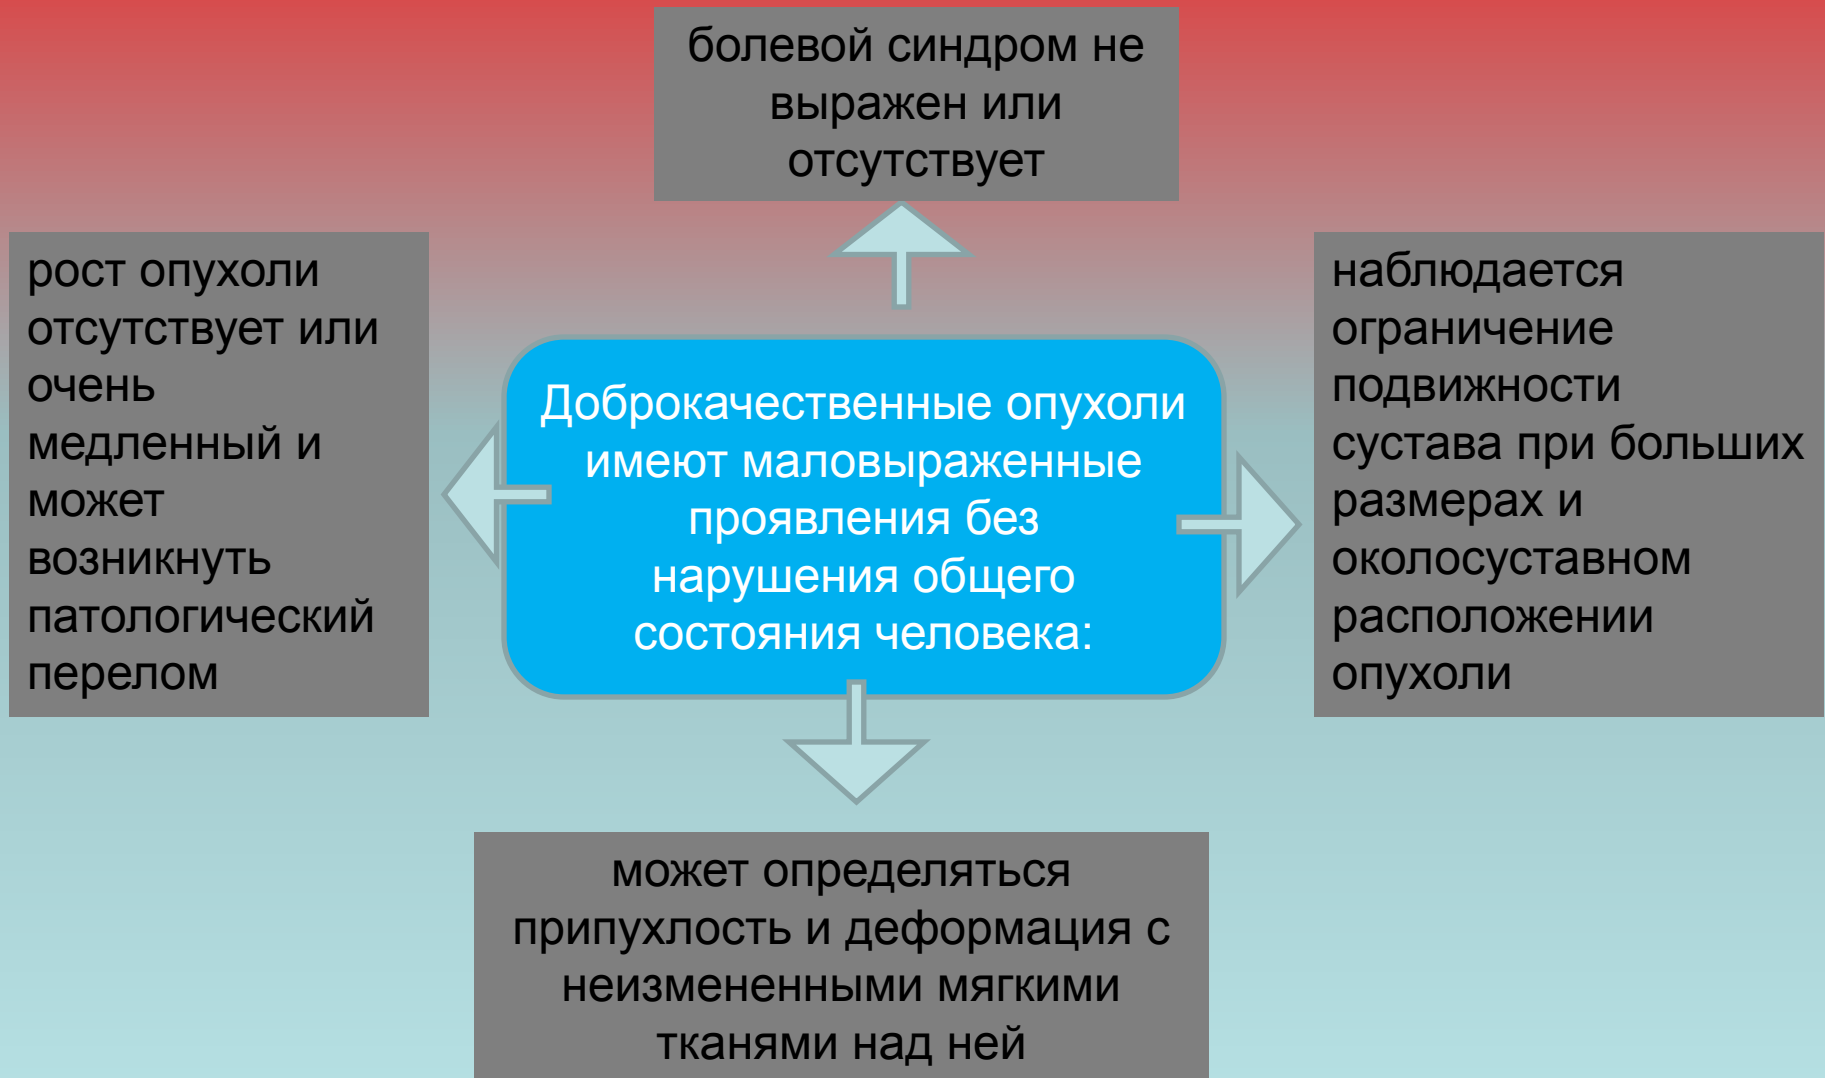 болевой синдром не
выражен или
отсутствует
рост опухоли
отсутствует или
очень
медленный и
может
возникнуть
патологический
перелом
Доброкачественные опухоли
имеют маловыраженные
проявления без
нарушения общего
состояния человека:
наблюдается
ограничение
подвижности
сустава при больших
размерах и
околосуставном
расположении
опухоли
может определяться
припухлость и деформация с
неизмененными мягкими
тканями над ней